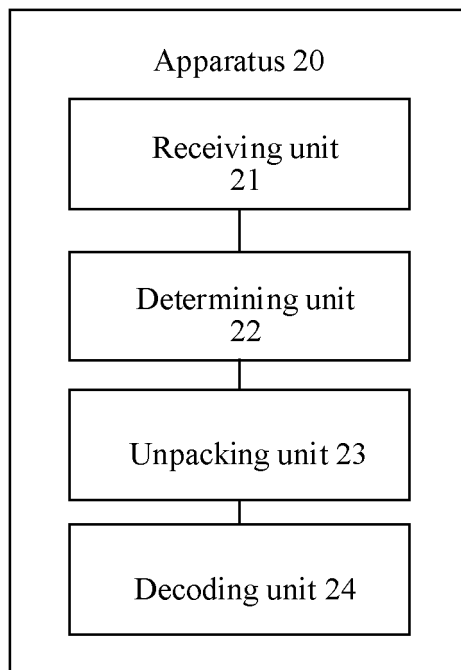 Apparatus 20
Receiving unit
21
Determining unit
22
Unpacking unit 23
Decoding unit 24